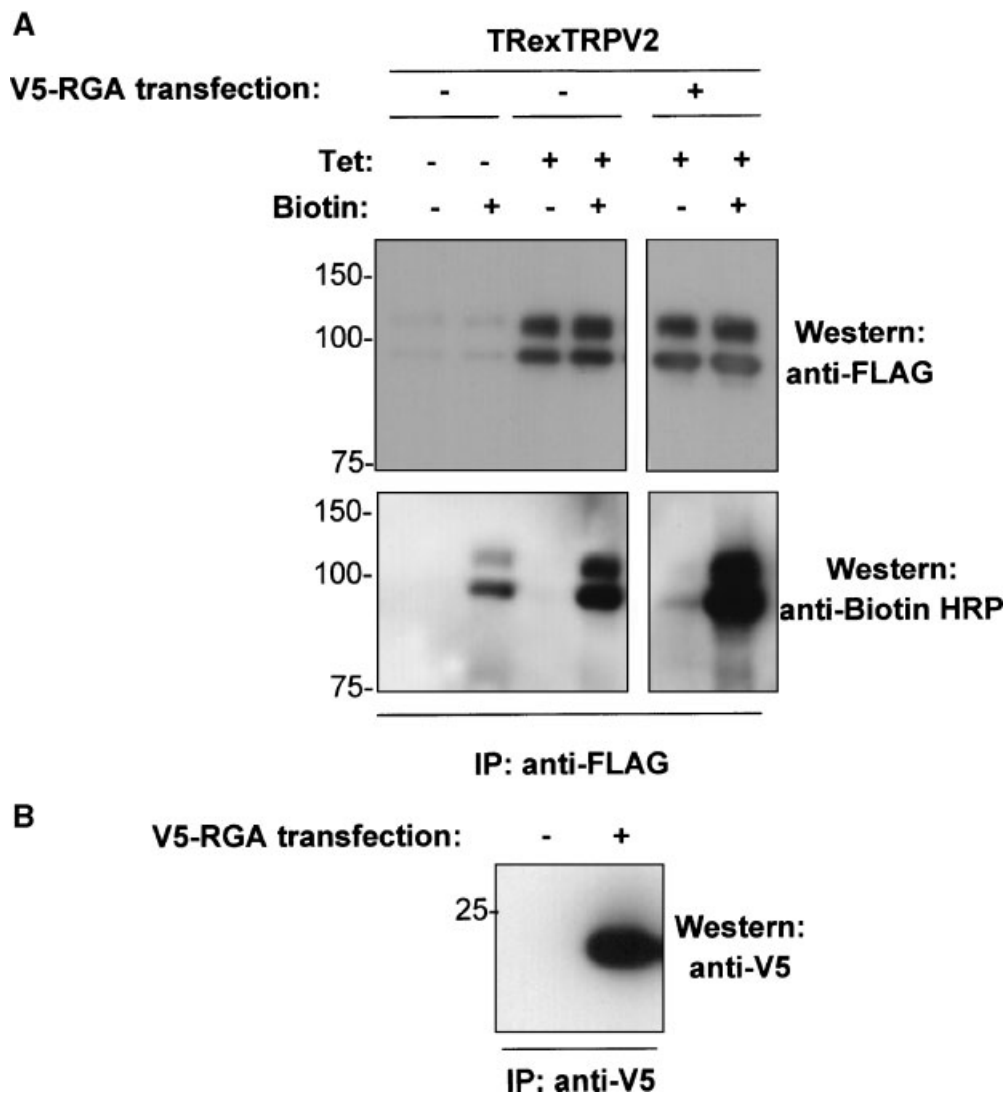 A
TRexTRPV2
V5-RGA transfection: - - +
Tet: - - + + + +
Biotin: - + - + - +
150-
100-
75-
Western:
anti-FLAG
150-
100-
75-
Western:
anti-Biotin HRP
IP: anti-FLAG
B
V5-RGA transfection: - +
25-
Western:
anti-V5
IP: anti-V5